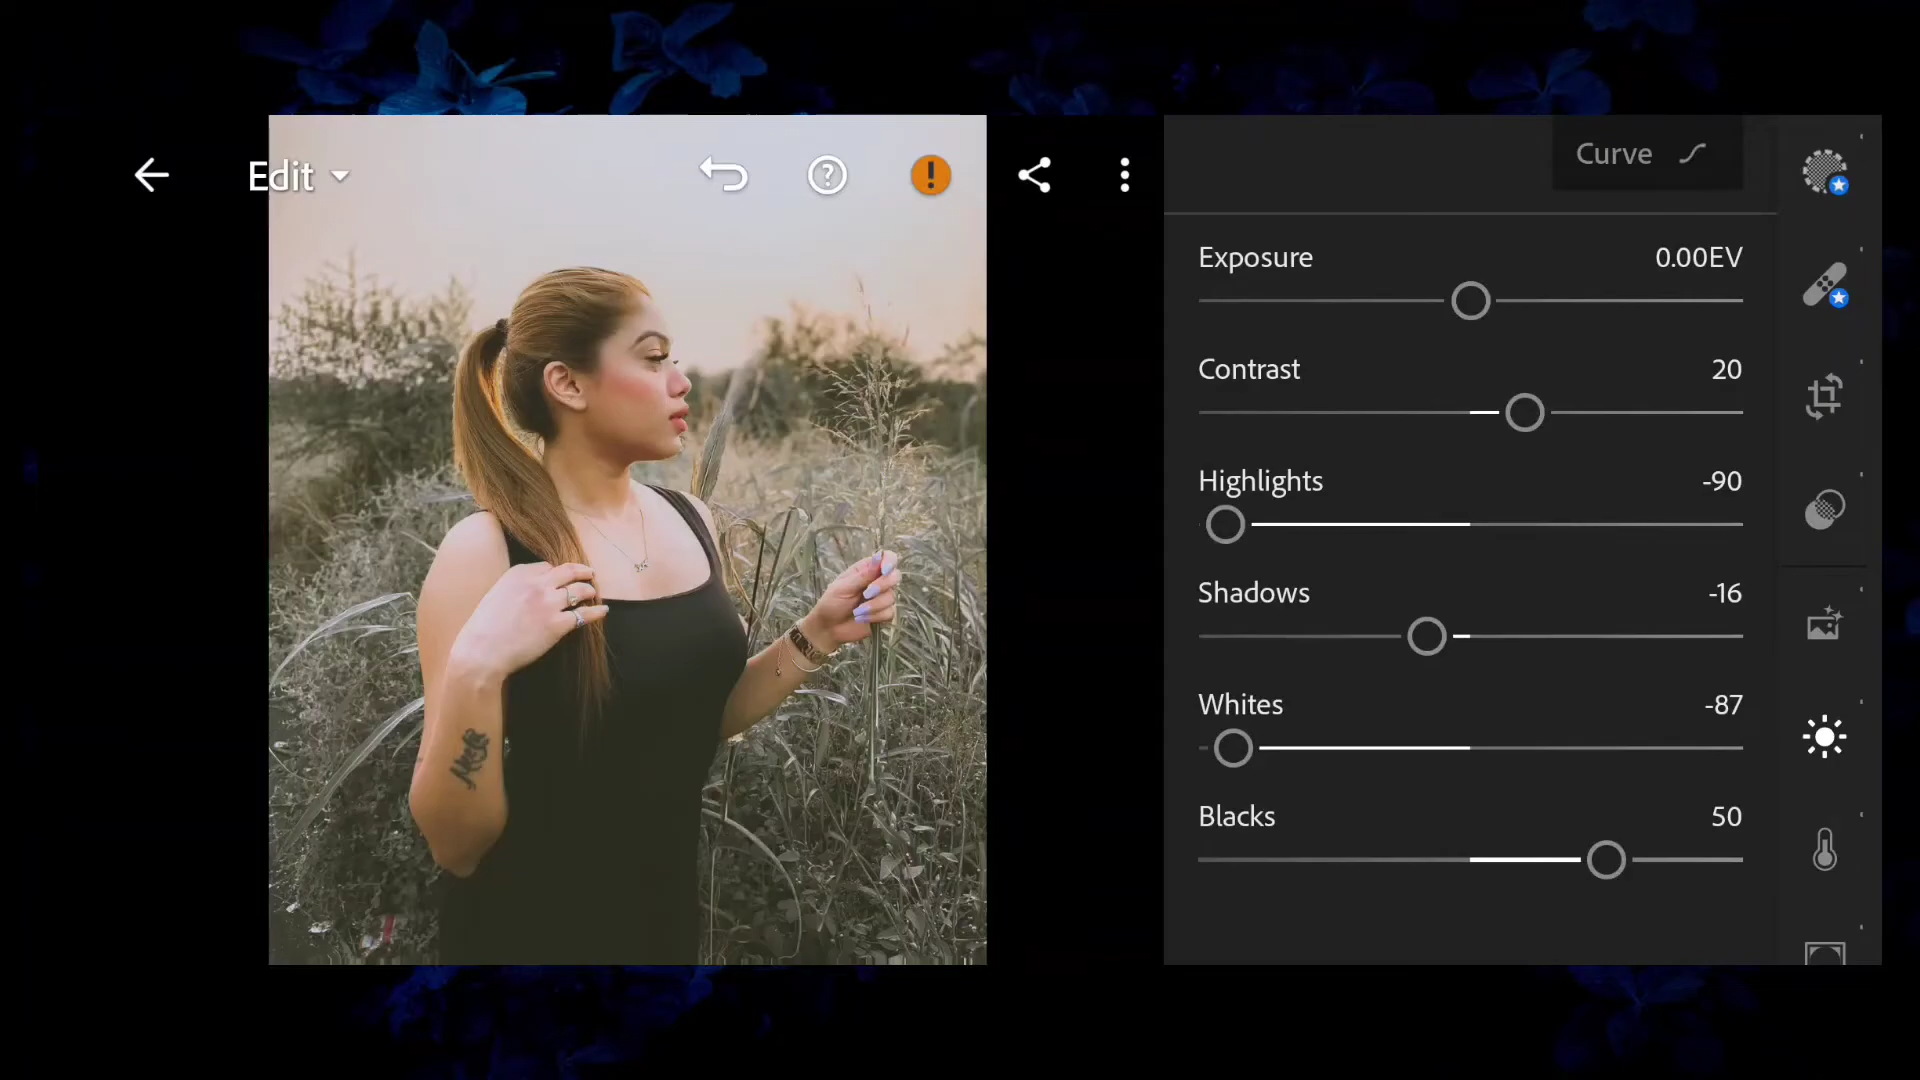 Edit
Curve
Exposure 0.00EV
Contrast 20
Highlights -90
Shadows -16
Whites -87
Blacks 50